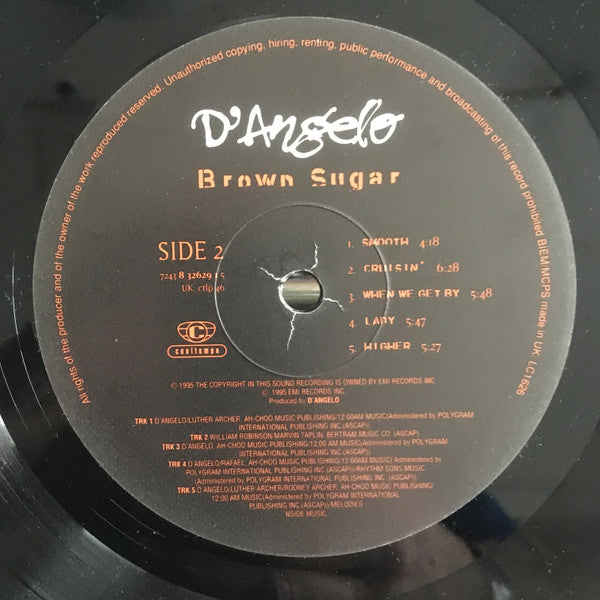 All rights of the producer and of the owner of the work reproduced reserved. Unauthorized copying, hiring, renting, public performance and broadcasting of this record prohibited BIEM/MCPS made in UK. LC1626
D'Angelo
Brown Sugar
SIDE 2
7243 8 32629 1 5
UK_ctlp 46
centitempo
1. SMOOTH 4:18
2. CRUISIN' 6:28
3. WHEN WE GET BY 5:48
4. LADY 5:47
5. HIGHER 5:27
℗ 1995 THE COPYRIGHT IN THIS SOUND RECORDING IS OWNED BY EMI RECORDS INC.
© 1995 EMI RECORDS INC.
Produced by D'ANGELO
TRK 1 D'ANGELO/LUTHER ARCHER. AH-CHOO MUSIC PUBLISHING/12:00AM MUSIC/(Administered by POLYGRAM
INTERNATIONAL PUBLISHING INC (ASCAP))
TRK 2 WILLIAM ROBINSON/MARVIN TAPLIN. BERTRAM MUSIC CO. (ASCAP)
TRK 3 D'ANGELO. AH-CHOO MUSIC PUBLISHING/12:00 AM MUSIC/(Administered by POLYGRAM
INTERNATIONAL PUBLISHING INC (ASCAP))
TRK 4 D'ANGELO/RAFAEL. AH-CHOO MUSIC PUBLISHING/12:00AM MUSIC/(Administered by
POLYGRAM INTERNATIONAL PUBLISHING INC (ASCAP)) RHYTHM SONS MUSIC
(Administered by POLYGRAM INTERNATIONAL PUBLISHING INC (ASCAP))
TRK 5 D'ANGELO/LUTHER ARCHER/RODNEY ARCHER. AH-CHOO MUSIC PUBLISHING/
12:00 AM MUSIC/(Administered by POLYGRAM INTERNATIONAL
PUBLISHING INC (ASCAP))/MELODIES
NSIDE MUSIC